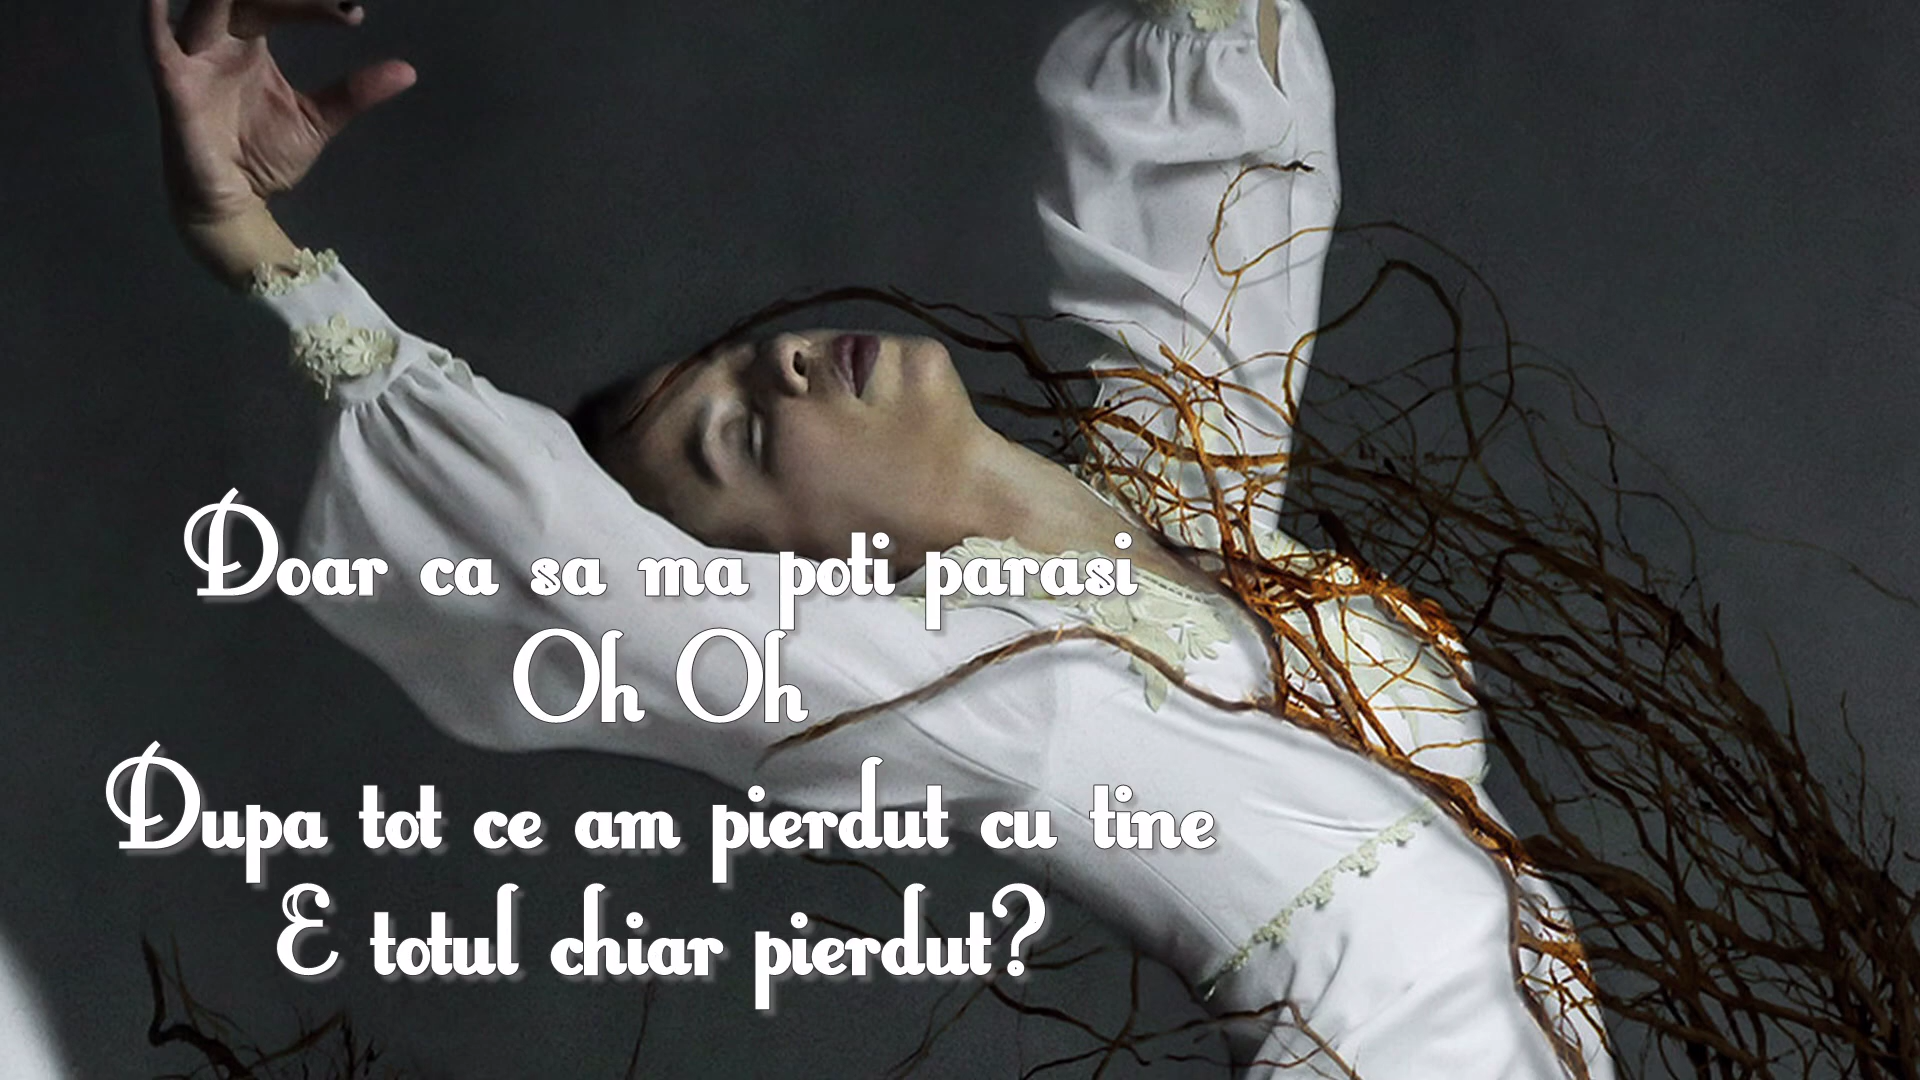 Doar ca sa ma poti parasi
Oh Oh
Dupa tot ce am pierdut cu tine
E totul chiar pierdut?